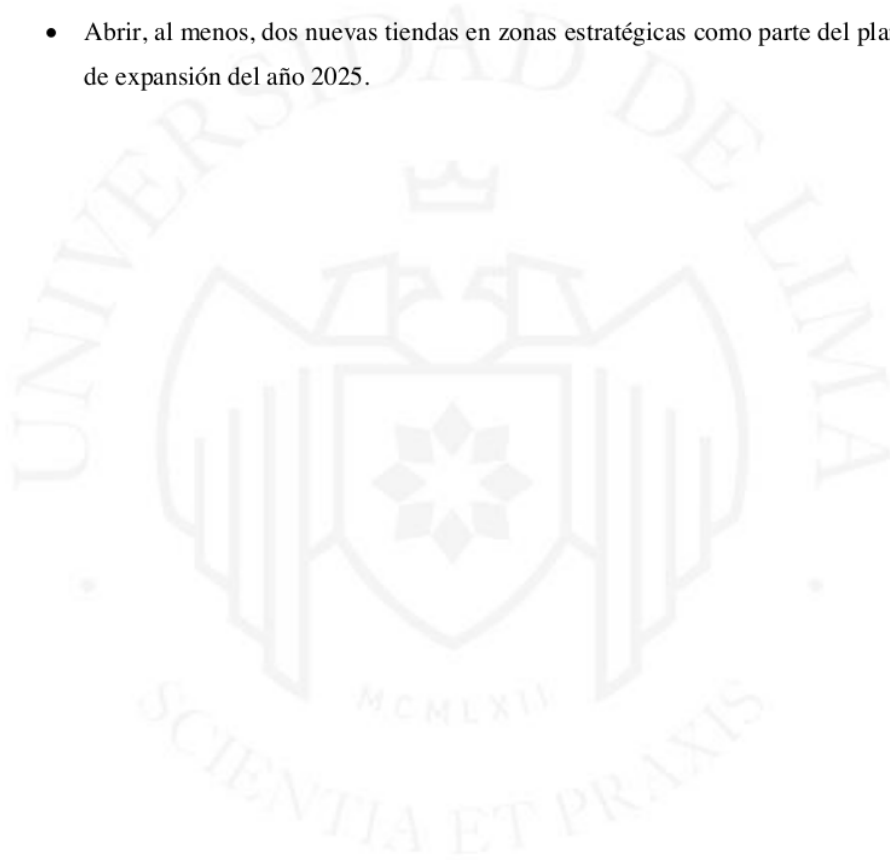 • Abrir, al menos, dos nuevas tiendas en zonas estratégicas como parte del pla
de expansión del año 2025.
UNIVERSIDAD DE LIMA
MCMLXII
SCIENTIA ET PRAXIS